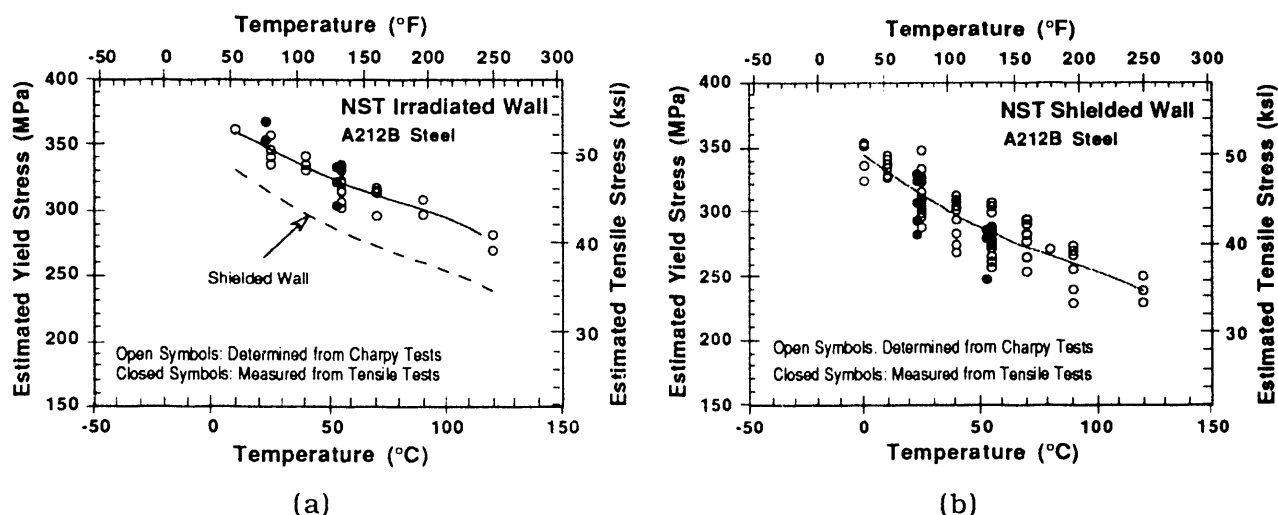 Temperature (°F)
-50 0 50 100 150 200 250 300
400
350
300
250
200
150
Estimated Yield Stress (MPa)
NST Irradiated Wall
A212B Steel
Shielded Wall
Open Symbols: Determined from Charpy Tests
Closed Symbols: Measured from Tensile Tests
50
40
30
Estimated Tensile Stress (ksi)
-50 0 50 100 150
Temperature (°C)
(a)
Temperature (°F)
-50 0 50 100 150 200 250 300
400
350
300
250
200
150
Estimated Yield Stress (MPa)
NST Shielded Wall
A212B Steel
Open Symbols. Determined from Charpy Tests
Closed Symbols: Measured from Tensile Tests
50
40
30
Estimated Tensile Stress (ksi)
-50 0 50 100 150
Temperature (°C)
(b)